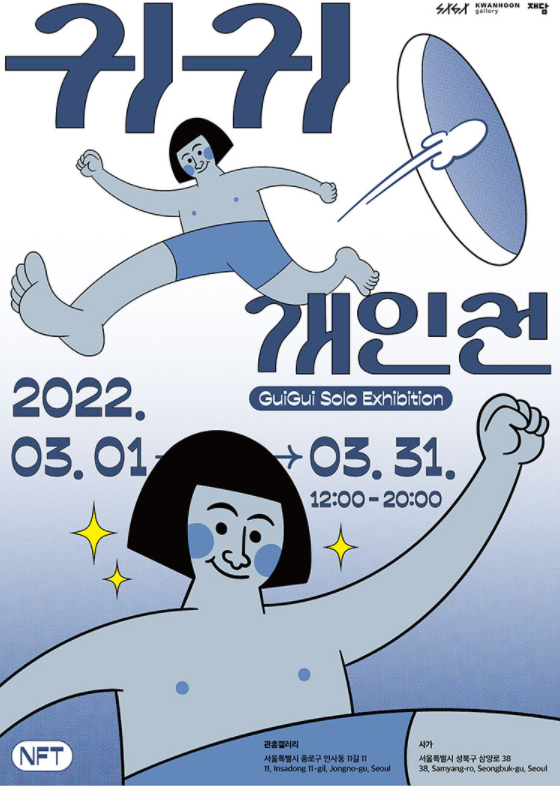 KWANHOON
gallery
재담
귀귀
개인전
GuiGui Solo Exhibition
2022.
03. 01 → 03. 31.
12:00 - 20:00
NFT
관훈갤러리
서울특별시 종로구 인사동 11길 11
11, Insadong 11-gil, Jongno-gu, Seoul
사가
서울특별시 성북구 삼양로 38
38, Samyang-ro, Seongbuk-gu, Seoul